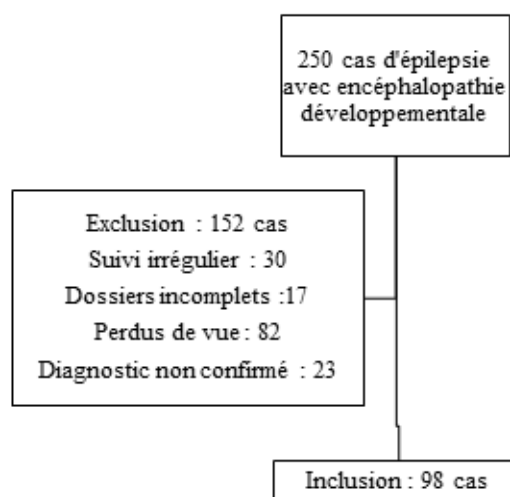 250 cas d'épilepsie
avec encéphalopathie
développementale
Exclusion : 152 cas
Suivi irrégulier : 30
Dossiers incomplets :17
Perdus de vue : 82
Diagnostic non confirmé : 23
Inclusion : 98 cas